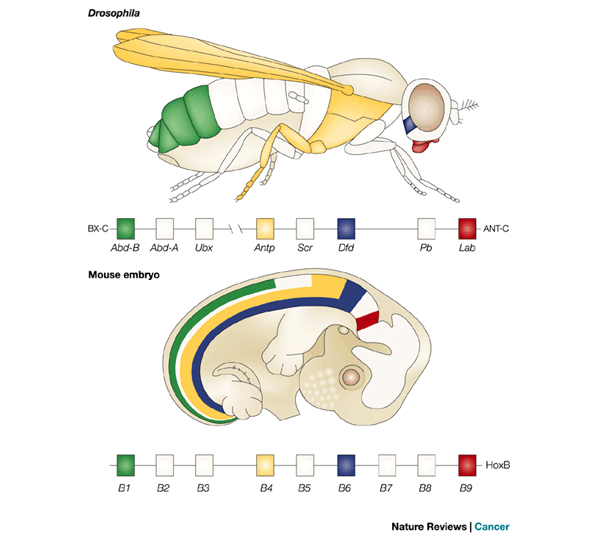 Drosophila
BX-C ANT-C
Abd-B Abd-A Ubx Antp Scr Dfd Pb Lab
Mouse embryo
HoxB
B1 B2 B3 B4 B5 B6 B7 B8 B9
Nature Reviews | Cancer